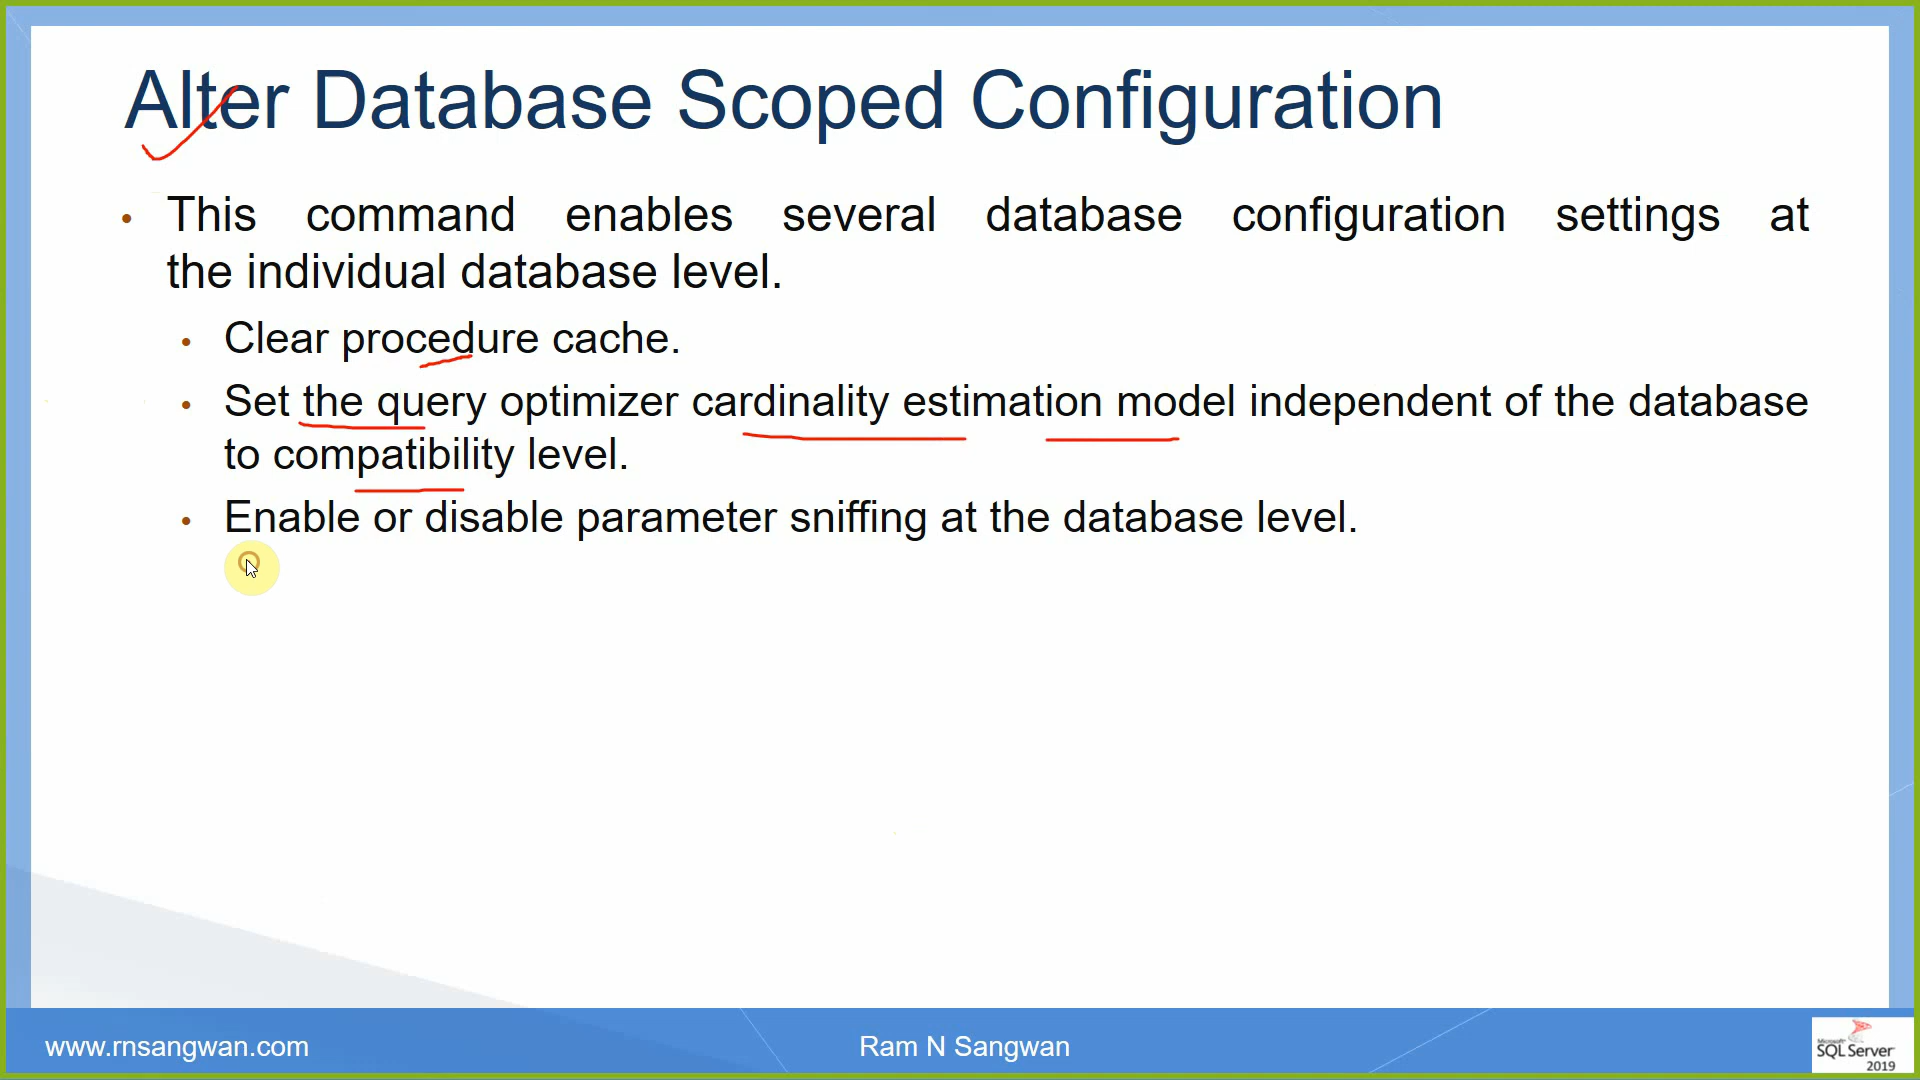 Alter Database Scoped Configuration
• This command enables several database configuration settings at
the individual database level.
• Clear procedure cache.
• Set the query optimizer cardinality estimation model independent of the database
to compatibility level.
• Enable or disable parameter sniffing at the database level.
www.rnsangwan.com
Ram N Sangwan
Microsoft
SQL Server
2019